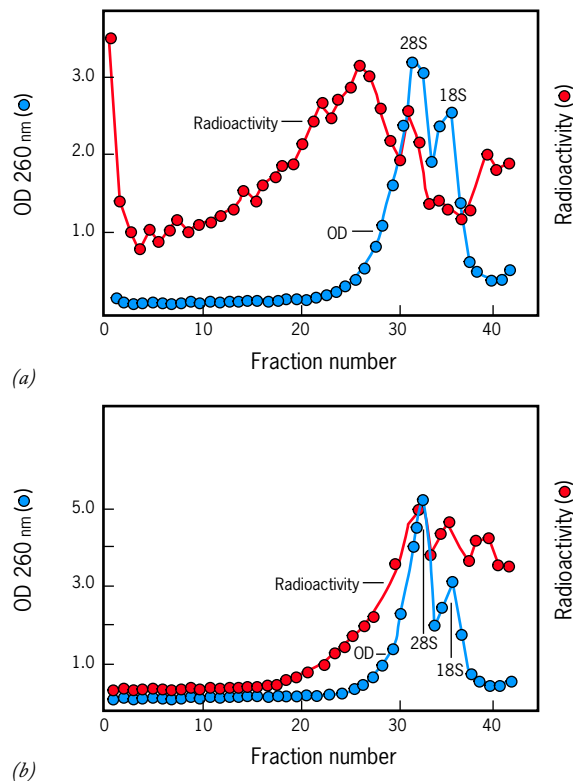 28S
3.0
18S
Radioactivity
2.0
OD 260 nm (●)
Radioactivity (●)
1.0
OD
0 10 20 30 40
Fraction number
(a)
5.0
OD 260 nm (●)
Radioactivity (●)
Radioactivity
3.0
OD
28S
18S
1.0
0 10 20 30 40
Fraction number
(b)